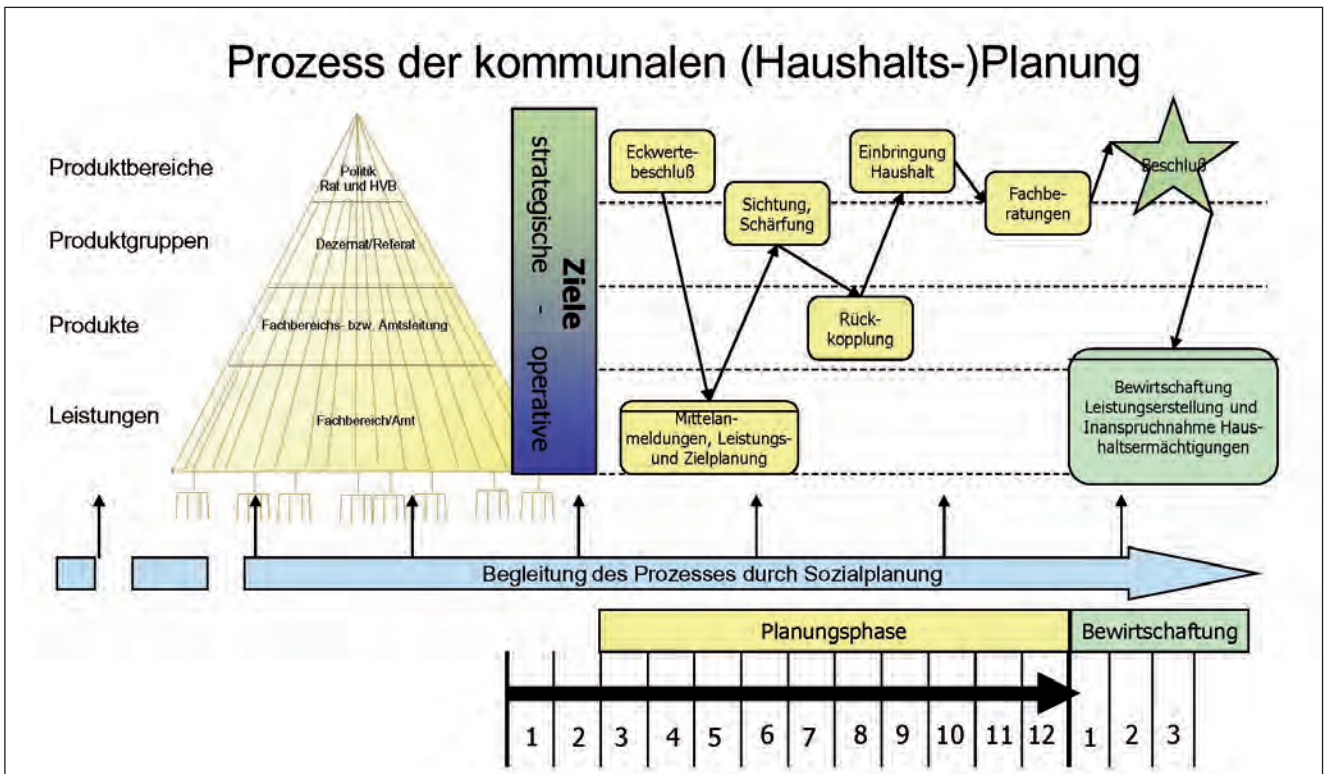 Prozess der kommunalen (Haushalts-)Planung
Produktbereiche
Produktgruppen
Produkte
Leistungen
Politik
Rat und HVB
Dezernat/Referat
Fachbereichs- bzw. Amtsleitung
Fachbereich/Amt
strategische - operative
Ziele
Eckwerte-
beschluß
Mittelan-
meldungen, Leistungs-
und Zielplanung
Sichtung,
Schärfung
Rück-
kopplung
Einbringung
Haushalt
Fachbe-
ratungen
Beschluß
Bewirtschaftung
Leistungserstellung und
Inanspruchnahme Haus-
haltsermächtigungen
Begleitung des Prozesses durch Sozialplanung
Planungsphase
Bewirtschaftung
1 2 3 4 5 6 7 8 9 10 11 12 1 2 3